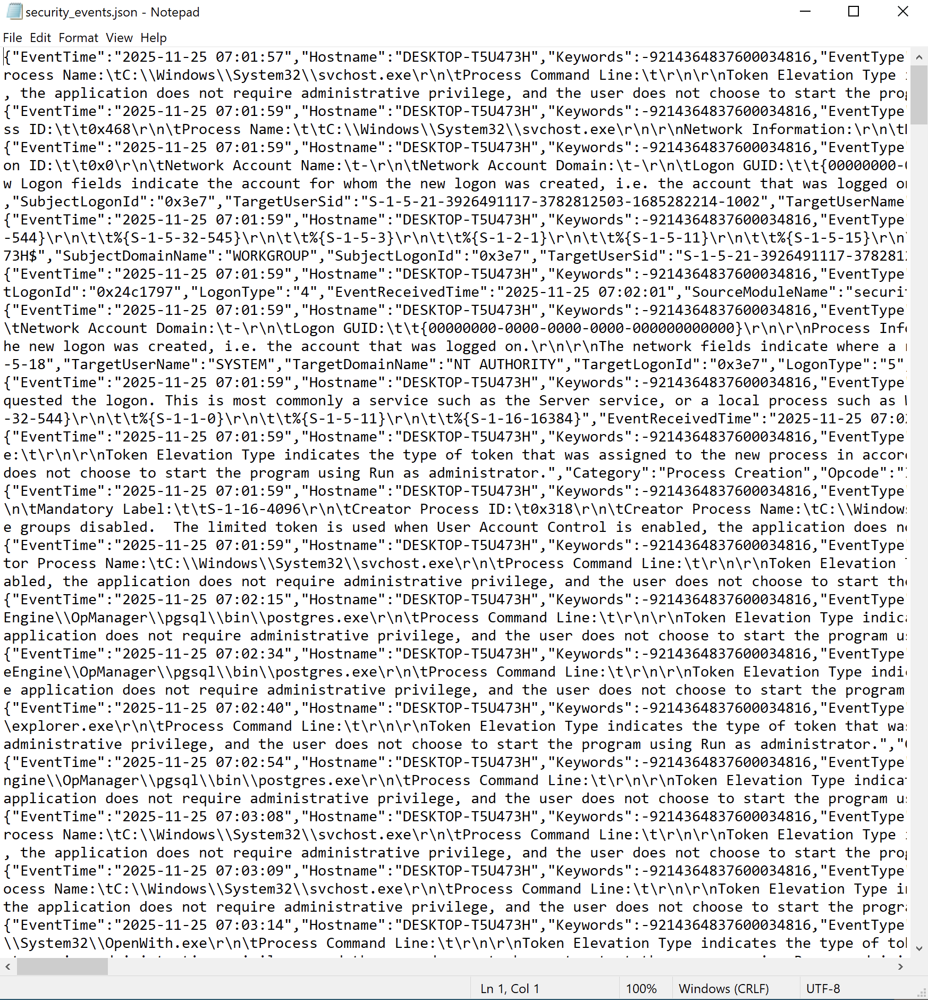 security_events.json - Notepad
File Edit Format View Help
{"EventTime":"2025-11-25 07:01:57","Hostname":"DESKTOP-T5U473H","Keywords":-9214364837600034816,"EventType"
rocess Name:\tC:\\Windows\\System32\\svchost.exe\r\n\tProcess Command Line:\t\r\n\r\nToken Elevation Type
, the application does not require administrative privilege, and the user does not choose to start the prog
{"EventTime":"2025-11-25 07:01:59","Hostname":"DESKTOP-T5U473H","Keywords":-9214364837600034816,"EventType"
ss ID:\t\t0x468\r\n\tProcess Name:\t\tC:\\Windows\\System32\\svchost.exe\r\n\r\nNetwork Information:\r\n\t
{"EventTime":"2025-11-25 07:01:59","Hostname":"DESKTOP-T5U473H","Keywords":-9214364837600034816,"EventType"
on ID:\t\t0x0\r\n\tNetwork Account Name:\t-\r\n\tNetwork Account Domain:\t-\r\n\tLogon GUID:\t\t{00000000-
w Logon fields indicate the account for whom the new logon was created, i.e. the account that was logged on
,"SubjectLogonId":"0x3e7","TargetUserSid":"S-1-5-21-3926491117-3782812503-1685282214-1002","TargetUserName"
{"EventTime":"2025-11-25 07:01:59","Hostname":"DESKTOP-T5U473H","Keywords":-9214364837600034816,"EventType"
-544}\r\n\t\t%{S-1-5-32-545}\r\n\t\t%{S-1-5-3}\r\n\t\t%{S-1-2-1}\r\n\t\t%{S-1-5-11}\r\n\t\t%{S-1-5-15}\r\n
73H$","SubjectDomainName":"WORKGROUP","SubjectLogonId":"0x3e7","TargetUserSid":"S-1-5-21-3926491117-378281
{"EventTime":"2025-11-25 07:01:59","Hostname":"DESKTOP-T5U473H","Keywords":-9214364837600034816,"EventType"
tLogonId":"0x24c1797","LogonType":"4","EventReceivedTime":"2025-11-25 07:02:01","SourceModuleName":"securi
{"EventTime":"2025-11-25 07:01:59","Hostname":"DESKTOP-T5U473H","Keywords":-9214364837600034816,"EventType"
\tNetwork Account Domain:\t-\r\n\tLogon GUID:\t\t{00000000-0000-0000-0000-000000000000}\r\n\r\nProcess Inf
he new logon was created, i.e. the account that was logged on.\r\n\r\nThe network fields indicate where a
-5-18","TargetUserName":"SYSTEM","TargetDomainName":"NT AUTHORITY","TargetLogonId":"0x3e7","LogonType":"5"
{"EventTime":"2025-11-25 07:01:59","Hostname":"DESKTOP-T5U473H","Keywords":-9214364837600034816,"EventType"
quested the logon. This is most commonly a service such as the Server service, or a local process such as
-32-544}\r\n\t\t%{S-1-1-0}\r\n\t\t%{S-1-5-11}\r\n\t\t%{S-1-16-16384}","EventReceivedTime":"2025-11-25 07:0
{"EventTime":"2025-11-25 07:01:59","Hostname":"DESKTOP-T5U473H","Keywords":-9214364837600034816,"EventType"
e:\t\r\n\r\nToken Elevation Type indicates the type of token that was assigned to the new process in accor
does not choose to start the program using Run as administrator.","Category":"Process Creation","Opcode":"
{"EventTime":"2025-11-25 07:01:59","Hostname":"DESKTOP-T5U473H","Keywords":-9214364837600034816,"EventType"
\n\tMandatory Label:\t\tS-1-16-4096\r\n\tCreator Process ID:\t0x318\r\n\tCreator Process Name:\tC:\\Windows
e groups disabled.  The limited token is used when User Account Control is enabled, the application does no
{"EventTime":"2025-11-25 07:01:59","Hostname":"DESKTOP-T5U473H","Keywords":-9214364837600034816,"EventType"
tor Process Name:\tC:\\Windows\\System32\\svchost.exe\r\n\tProcess Command Line:\t\r\n\r\nToken Elevation
abled, the application does not require administrative privilege, and the user does not choose to start the
{"EventTime":"2025-11-25 07:02:15","Hostname":"DESKTOP-T5U473H","Keywords":-9214364837600034816,"EventType"
Engine\\OpManager\\pgsql\\bin\\postgres.exe\r\n\tProcess Command Line:\t\r\n\r\nToken Elevation Type indica
application does not require administrative privilege, and the user does not choose to start the program us
{"EventTime":"2025-11-25 07:02:34","Hostname":"DESKTOP-T5U473H","Keywords":-9214364837600034816,"EventType"
eEngine\\OpManager\\pgsql\\bin\\postgres.exe\r\n\tProcess Command Line:\t\r\n\r\nToken Elevation Type indic
e application does not require administrative privilege, and the user does not choose to start the program
{"EventTime":"2025-11-25 07:02:40","Hostname":"DESKTOP-T5U473H","Keywords":-9214364837600034816,"EventType"
\explorer.exe\r\n\tProcess Command Line:\t\r\n\r\nToken Elevation Type indicates the type of token that was
administrative privilege, and the user does not choose to start the program using Run as administrator.","
{"EventTime":"2025-11-25 07:02:54","Hostname":"DESKTOP-T5U473H","Keywords":-9214364837600034816,"EventType"
ngine\\OpManager\\pgsql\\bin\\postgres.exe\r\n\tProcess Command Line:\t\r\n\r\nToken Elevation Type indicat
application does not require administrative privilege, and the user does not choose to start the program us
{"EventTime":"2025-11-25 07:03:08","Hostname":"DESKTOP-T5U473H","Keywords":-9214364837600034816,"EventType"
rocess Name:\tC:\\Windows\\System32\\svchost.exe\r\n\tProcess Command Line:\t\r\n\r\nToken Elevation Type
, the application does not require administrative privilege, and the user does not choose to start the prog
{"EventTime":"2025-11-25 07:03:09","Hostname":"DESKTOP-T5U473H","Keywords":-9214364837600034816,"EventType"
ocess Name:\tC:\\Windows\\System32\\svchost.exe\r\n\tProcess Command Line:\t\r\n\r\nToken Elevation Type in
the application does not require administrative privilege, and the user does not choose to start the progra
{"EventTime":"2025-11-25 07:03:14","Hostname":"DESKTOP-T5U473H","Keywords":-9214364837600034816,"EventType"
\\System32\\OpenWith.exe\r\n\tProcess Command Line:\t\r\n\r\nToken Elevation Type indicates the type of tok
Ln 1, Col 1
100%
Windows (CRLF)
UTF-8